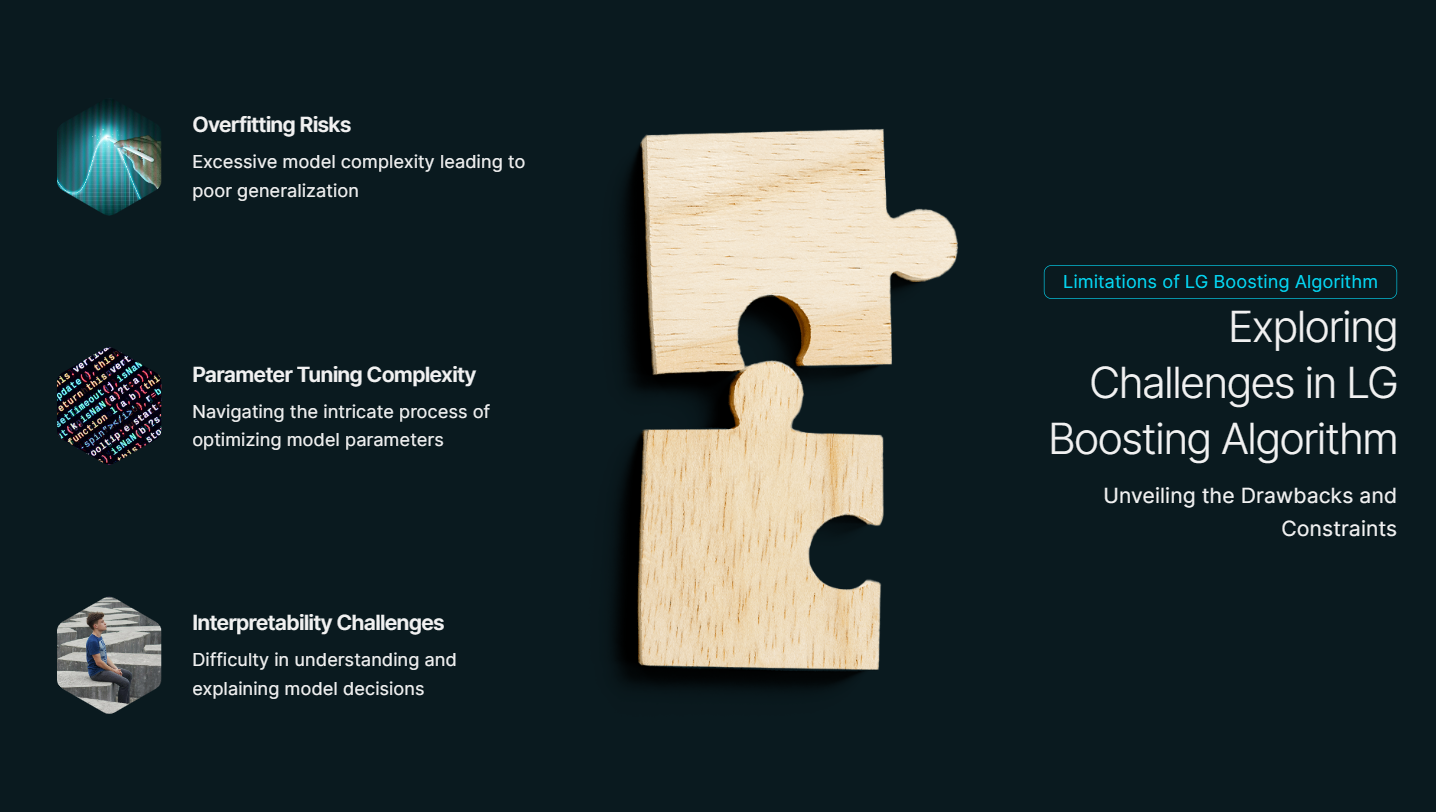 Overfitting Risks
Excessive model complexity leading to
poor generalization
Parameter Tuning Complexity
Navigating the intricate process of
optimizing model parameters
Interpretability Challenges
Difficulty in understanding and
explaining model decisions
Limitations of LG Boosting Algorithm
Exploring
Challenges in LG
Boosting Algorithm
Unveiling the Drawbacks and
Constraints